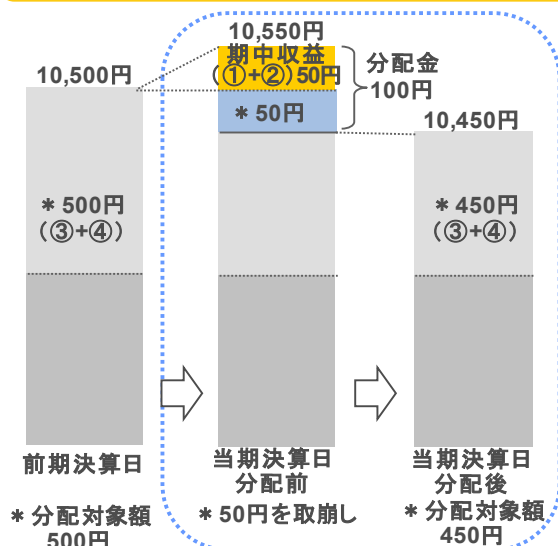 10,500円
＊500円
（③+④）
前期決算日
＊分配対象額
500円
10,550円
期中収益
（①+②）50円
＊50円
分配金
100円
当期決算日
分配前
＊50円を取崩し
10,450円
＊450円
（③+④）
当期決算日
分配後
＊分配対象額
450円